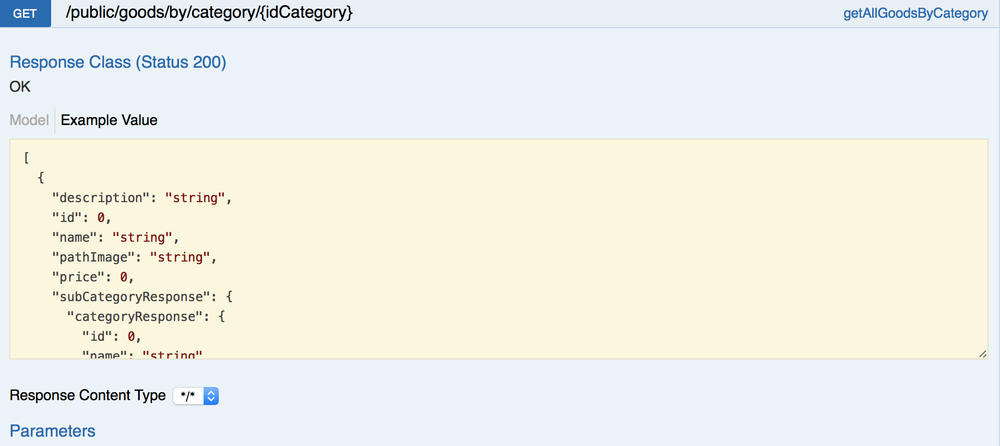 GET /public/goods/by/category/{idCategory} getAllGoodsByCategory
Response Class (Status 200)
OK
Model Example Value
[
{
"description": "string",
"id": 0,
"name": "string",
"pathImage": "string",
"price": 0,
"subCategoryResponse": {
"categoryResponse": {
"id": 0,
"name": "string"
Response Content Type */*
Parameters